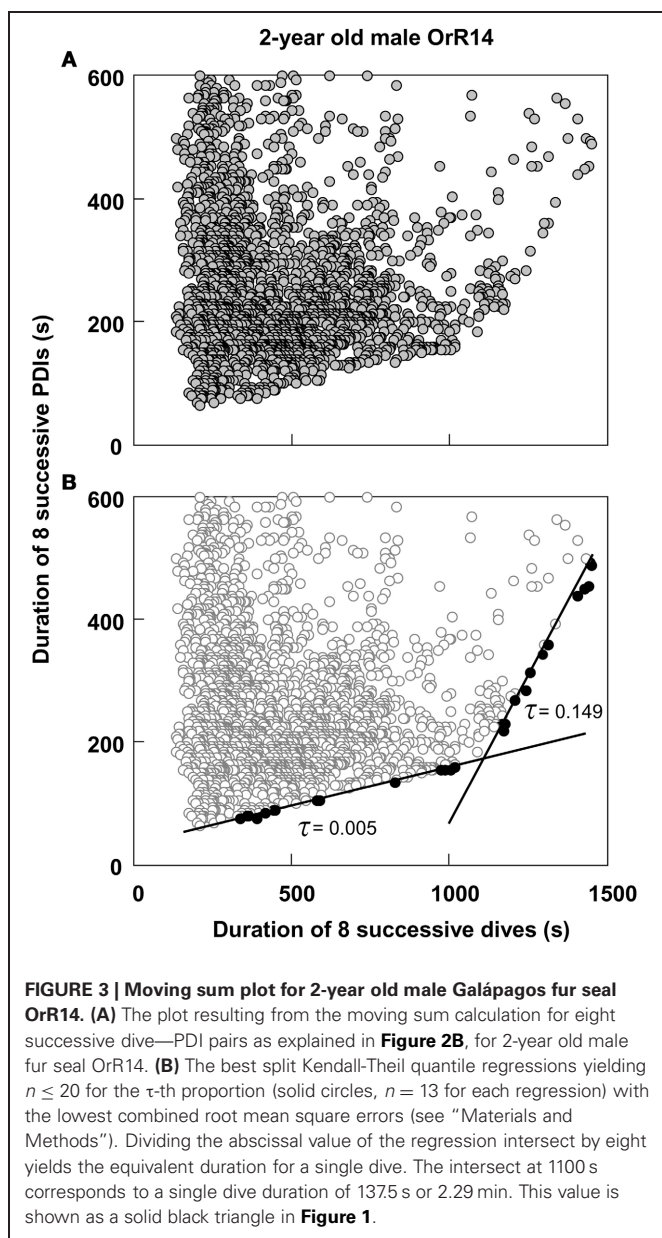 2-year old male OrR14
A
600
400
200
0
Duration of 8 successive PDIs (s)
B
600
400
200
0
τ = 0.149
τ = 0.005
0 500 1000 1500
Duration of 8 successive dives (s)
FIGURE 3 | Moving sum plot for 2-year old male Galápagos fur seal
OrR14. (A) The plot resulting from the moving sum calculation for eight
successive dive—PDI pairs as explained in Figure 2B, for 2-year old male
fur seal OrR14. (B) The best split Kendall-Theil quantile regressions yielding
n ≤ 20 for the τ-th proportion (solid circles, n = 13 for each regression) with
the lowest combined root mean square errors (see “Materials and
Methods”). Dividing the abscissal value of the regression intersect by eight
yields the equivalent duration for a single dive. The intersect at 1100 s
corresponds to a single dive duration of 137.5 s or 2.29 min. This value is
shown as a solid black triangle in Figure 1.